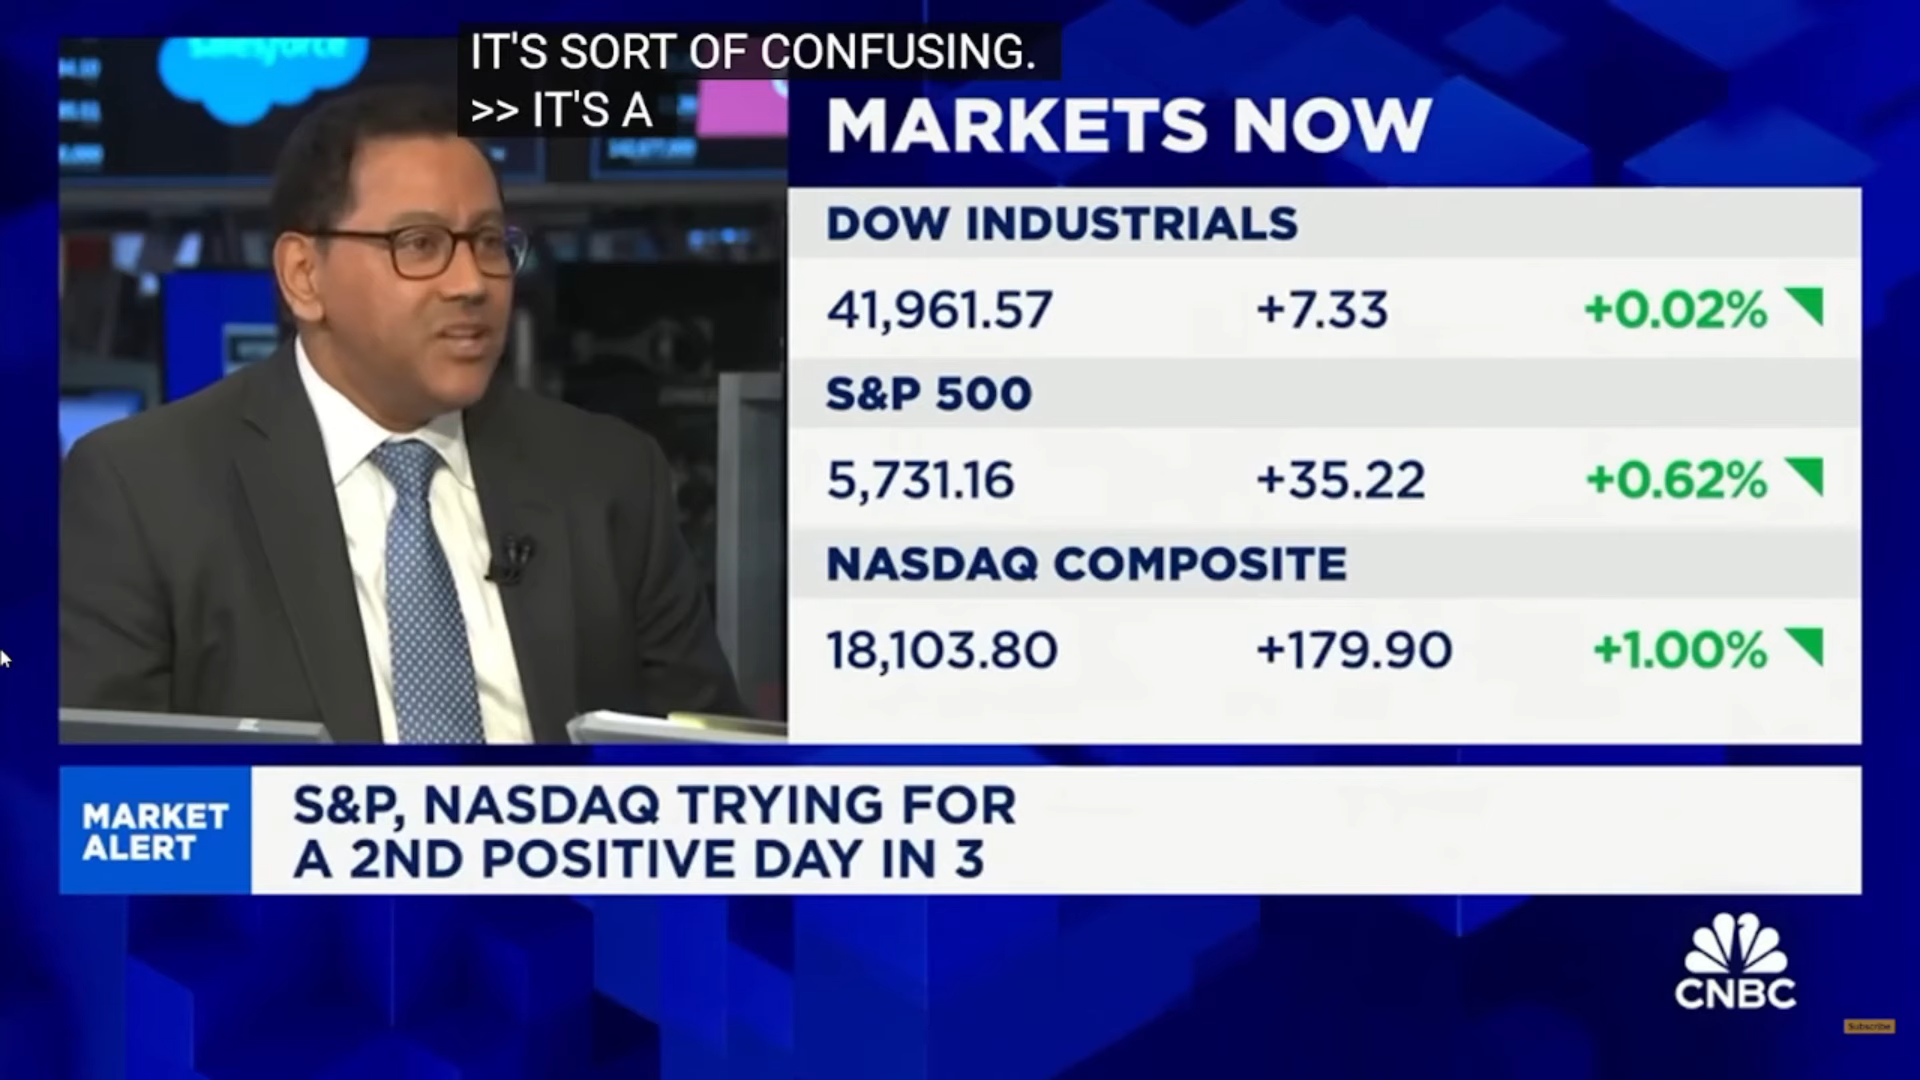 salesforce
IT'S SORT OF CONFUSING.
>> IT'S A
MARKETS NOW
DOW INDUSTRIALS
41,961.57 +7.33 +0.02%
S&P 500
5,731.16 +35.22 +0.62%
NASDAQ COMPOSITE
18,103.80 +179.90 +1.00%
MARKET
ALERT
S&P, NASDAQ TRYING FOR
A 2ND POSITIVE DAY IN 3
CNBC
Subscribe